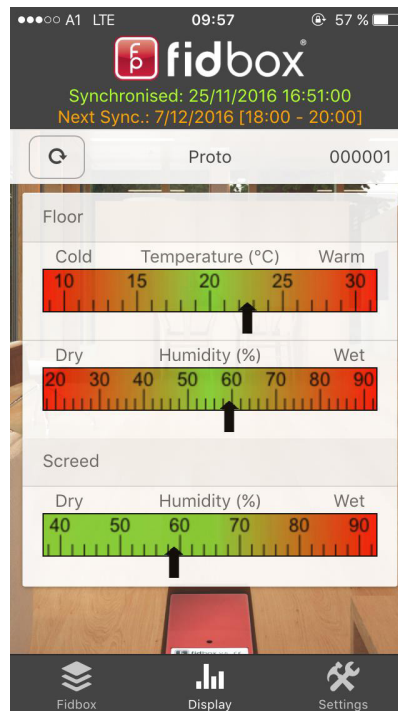 A1 LTE 09:57 57 %
fidbox®
Synchronised: 25/11/2016 16:51:00
Next Sync.: 7/12/2016 [18:00 - 20:00]
Proto 000001
Floor
Cold Temperature (°C) Warm
10 15 20 25 30
Dry Humidity (%) Wet
20 30 40 50 60 70 80 90
Screed
Dry Humidity (%) Wet
40 50 60 70 80 90
Fidbox Display Settings